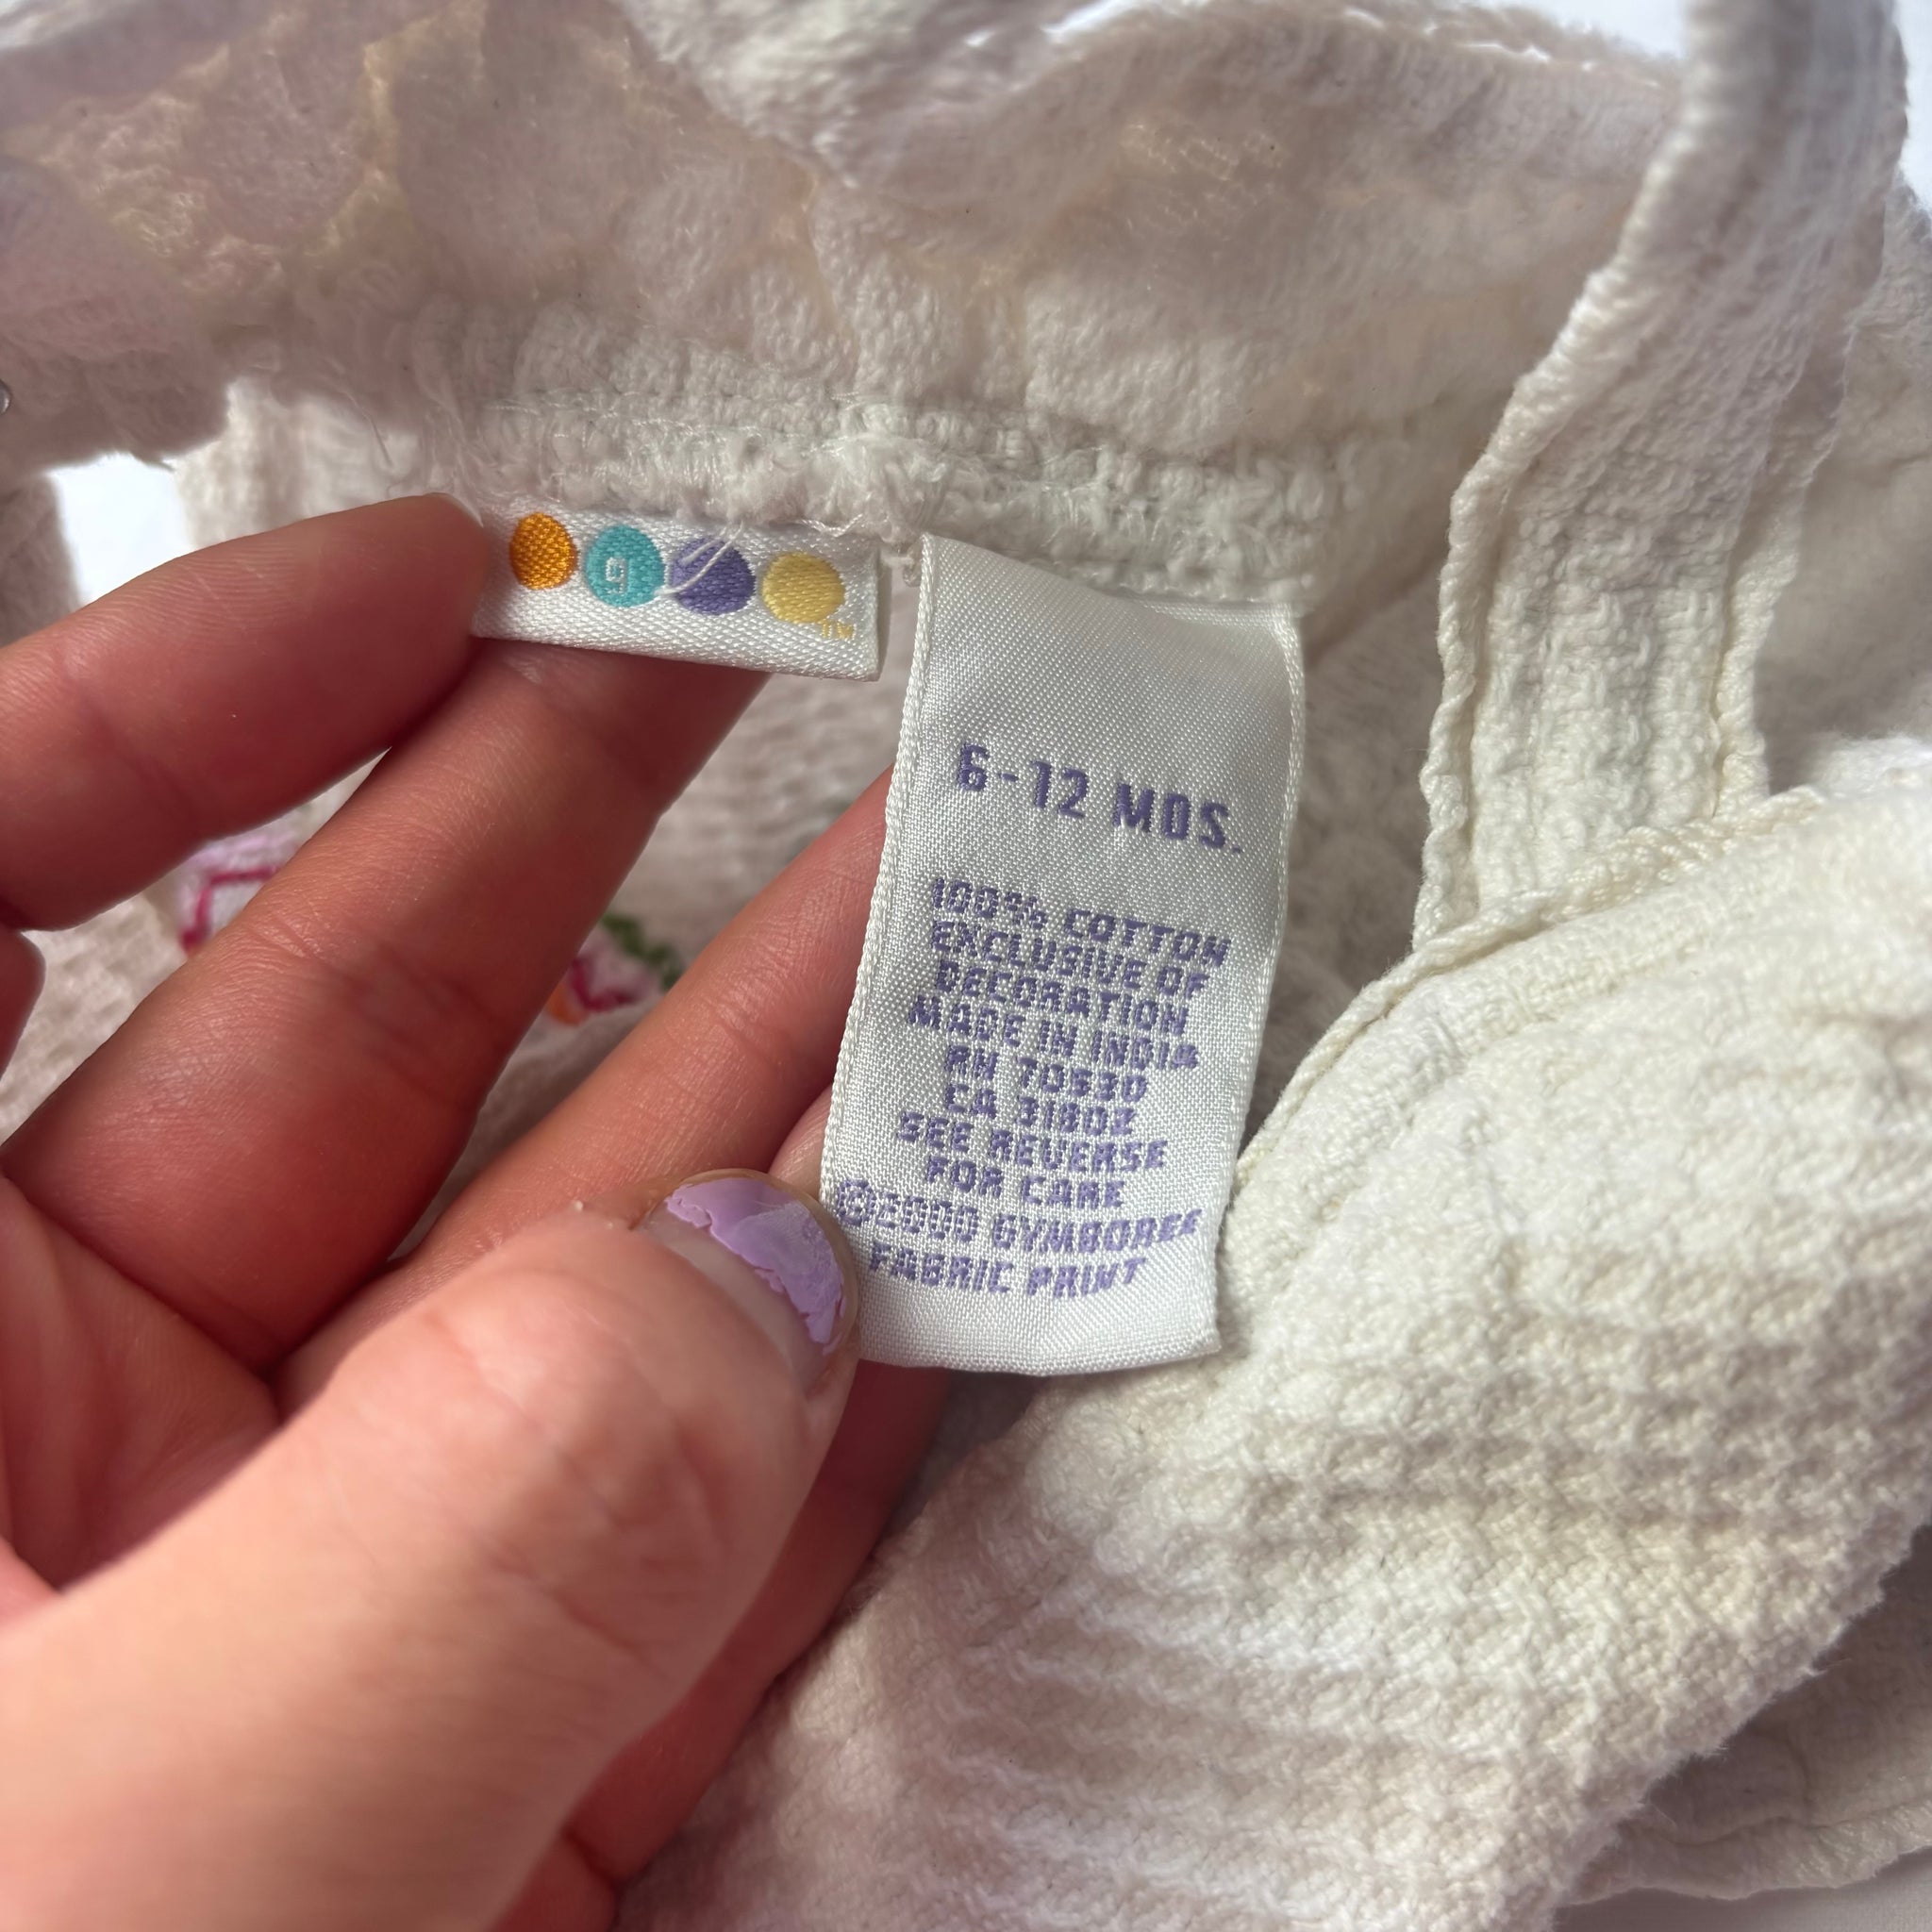 g
TM
6-12 MOS.
100% COTTON
EXCLUSIVE OF
DECORATION
MADE IN INDIA
RN 70530
CA 31802
SEE REVERSE
FOR CARE
©2000 GYMBOREE
FABRIC PRINT